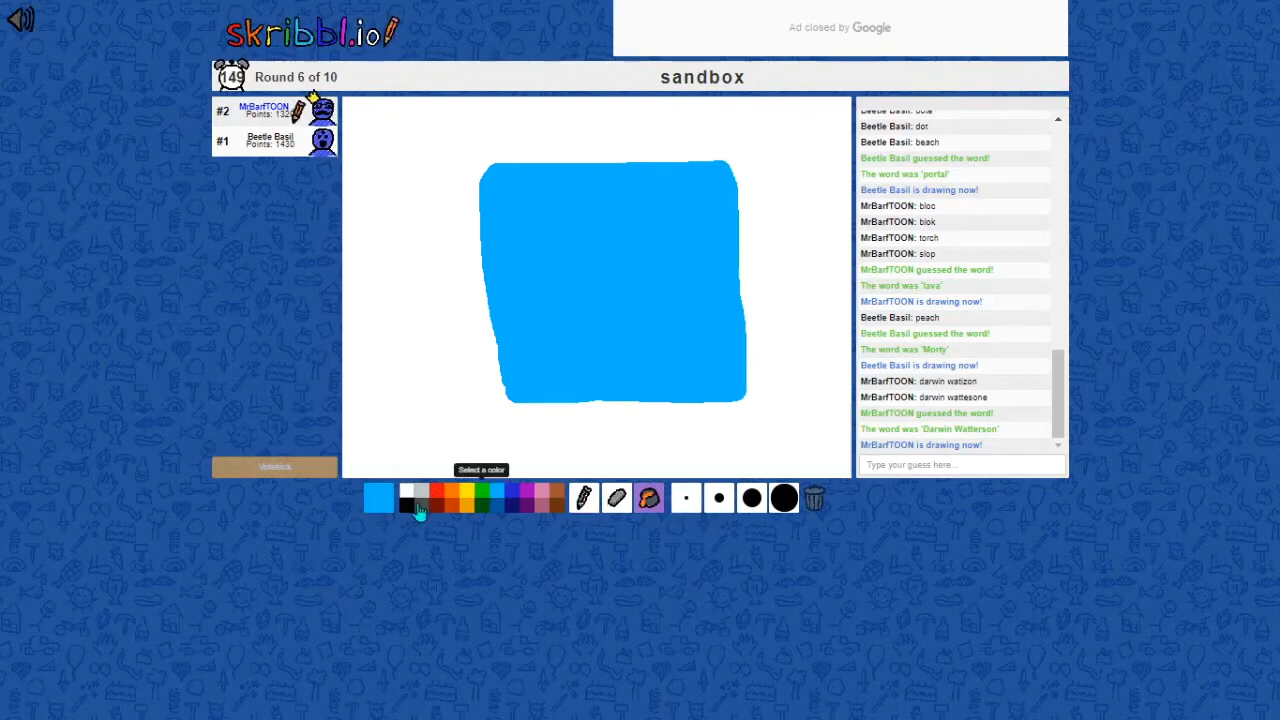 skribbl.io
Ad closed by Google
149
Round 6 of 10
sandbox
#2
MrBarfTOON
Points: 1320
#1
Beetle Basil
Points: 1430
Votekick
Beetle Basil: dot
Beetle Basil: beach
Beetle Basil guessed the word!
The word was 'portal'
Beetle Basil is drawing now!
MrBarfTOON: bloc
MrBarfTOON: blok
MrBarfTOON: torch
MrBarfTOON: slop
MrBarfTOON guessed the word!
The word was 'lava'
MrBarfTOON is drawing now!
Beetle Basil: peach
Beetle Basil guessed the word!
The word was 'Morty'
Beetle Basil is drawing now!
MrBarfTOON: darwin watizon
MrBarfTOON: darwin wattesone
MrBarfTOON guessed the word!
The word was 'Darwin Watterson'
MrBarfTOON is drawing now!
Type your guess here...
Select a color